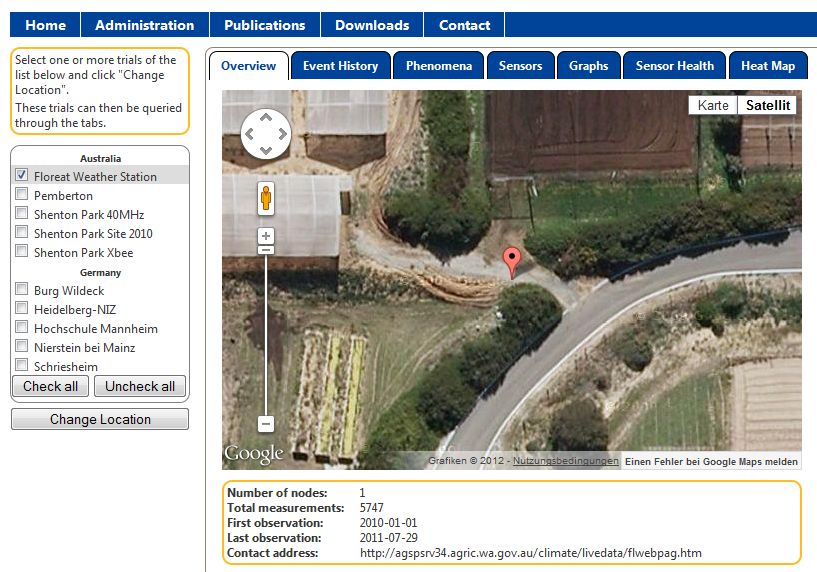 Home Administration Publications Downloads Contact
Select one or more trials of the
list below and click "Change
Location".
These trials can then be queried
through the tabs.
Australia
Floreat Weather Station
Pemberton
Shenton Park 40MHz
Shenton Park Site 2010
Shenton Park Xbee
Germany
Burg Wildeck
Heidelberg-NIZ
Hochschule Mannheim
Nierstein bei Mainz
Schriesheim
Check all Uncheck all
Change Location
Overview Event History Phenomena Sensors Graphs Sensor Health Heat Map
Karte Satellit
Google
Grafiken © 2012 - Nutzungsbedingungen Einen Fehler bei Google Maps melden
Number of nodes: 1
Total measurements: 5747
First observation: 2010-01-01
Last observation: 2011-07-29
Contact address: http://agspsrv34.agric.wa.gov.au/climate/livedata/flwebpag.htm